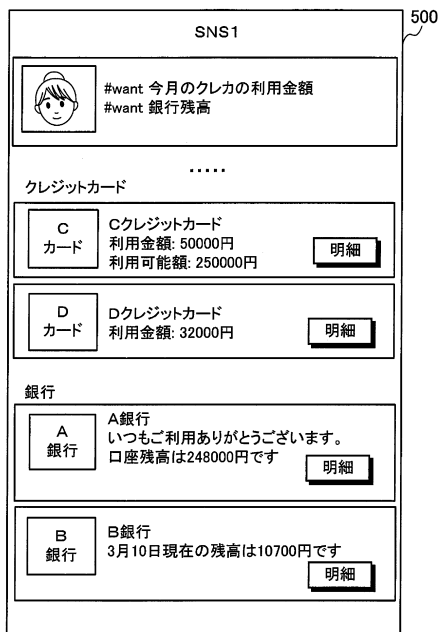 500
SNS1
#want 今月のクレカの利用金額
#want 銀行残高
.....
クレジットカード
C
カード
Cクレジットカード
利用金額: 50000円
利用可能額: 250000円
明細
D
カード
Dクレジットカード
利用金額: 32000円
明細
銀行
A
銀行
A銀行
いつもご利用ありがとうございます。
口座残高は248000円です
明細
B
銀行
B銀行
3月10日現在の残高は10700円です
明細